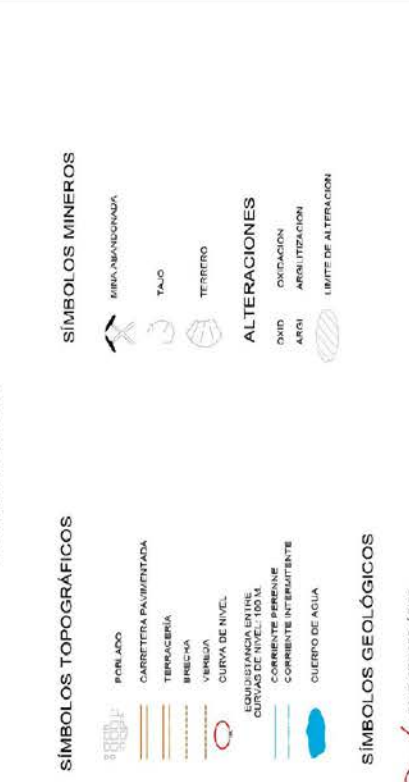 SÍMBOLOS TOPOGRÁFICOS
POBLADO
CARRETERA PAVIMENTADA
TERRACERÍA
BRECHA
VEREDA
CURVA DE NIVEL
EQUIDISTANCIA ENTRE
CURVAS DE NIVEL: 100 M.
CORRIENTE PERENNE
CORRIENTE INTERMITENTE
CUERPO DE AGUA
SÍMBOLOS GEOLÓGICOS
SÍMBOLOS MINEROS
MINA ABANDONADA
TAJO
TERRERO
ALTERACIONES
OXID OXIDACION
ARGI ARGILITIZACION
LIMITE DE ALTERACION